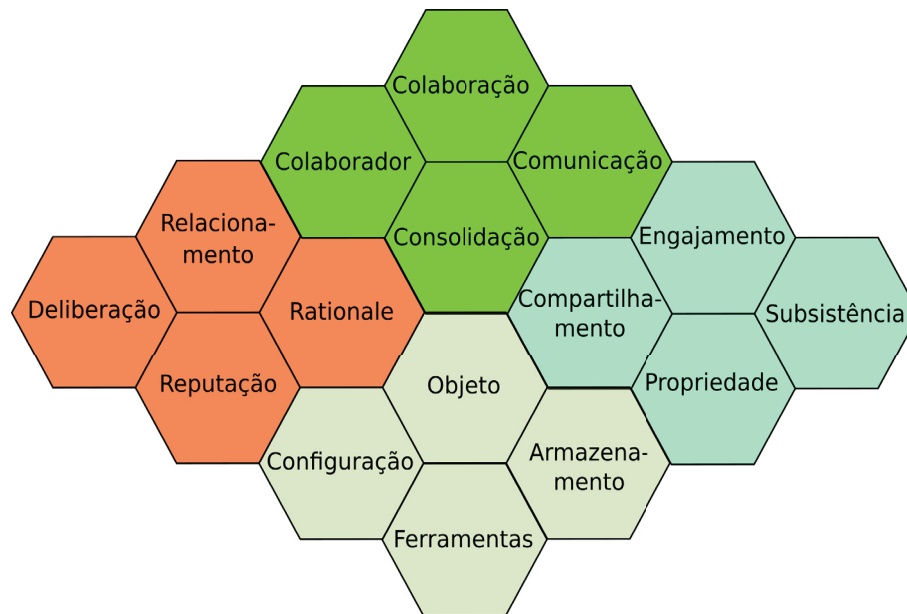 Colaboração
Colaborador
Comunicação
Consolidação
Relaciona-
mento
Engajamento
Deliberação
Rationale
Compartilha-
mento
Subsistência
Reputação
Objeto
Propriedade
Configuração
Armazena-
mento
Ferramentas